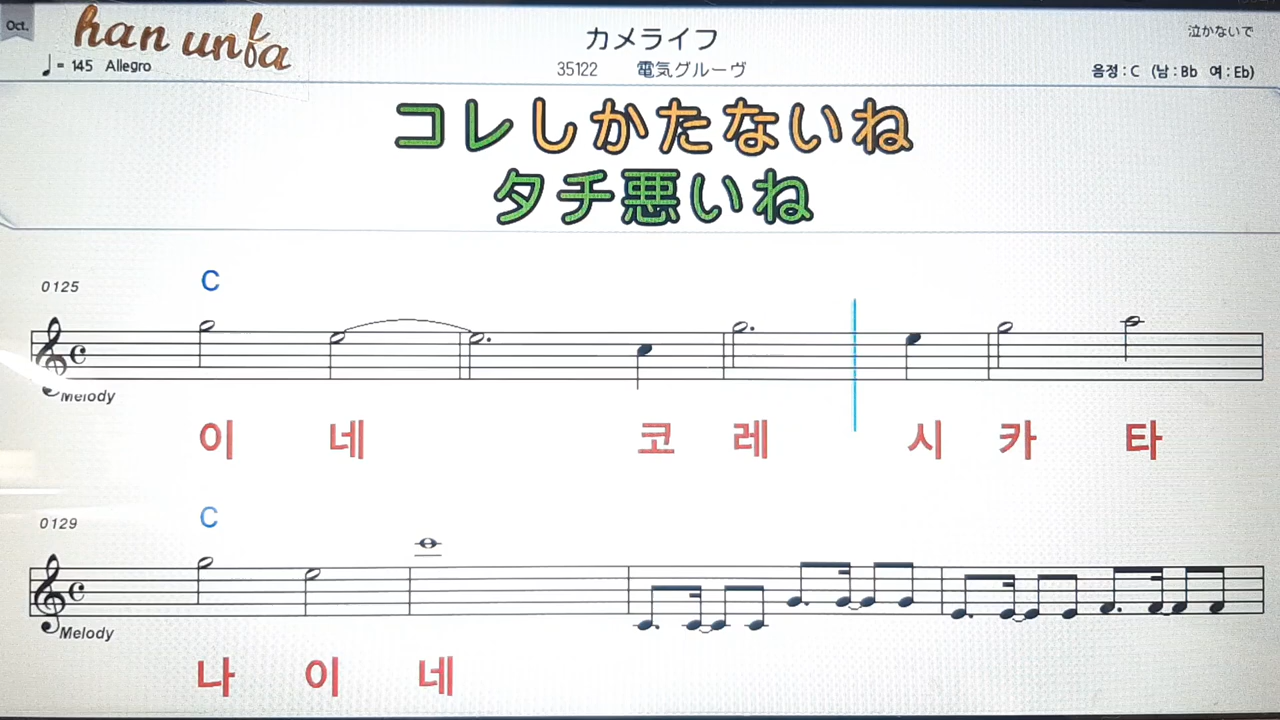 Oct.
han unfa
カメライフ
泣かないで
♩= 145 Allegro
35122 電気グルーヴ
음정 : C (남 : Bb 여 : Eb)
コレしかたないね
タチ悪いね
0125
C
Melody
이 네 코 레 시 카 타
0129
C
Melody
나 이 네